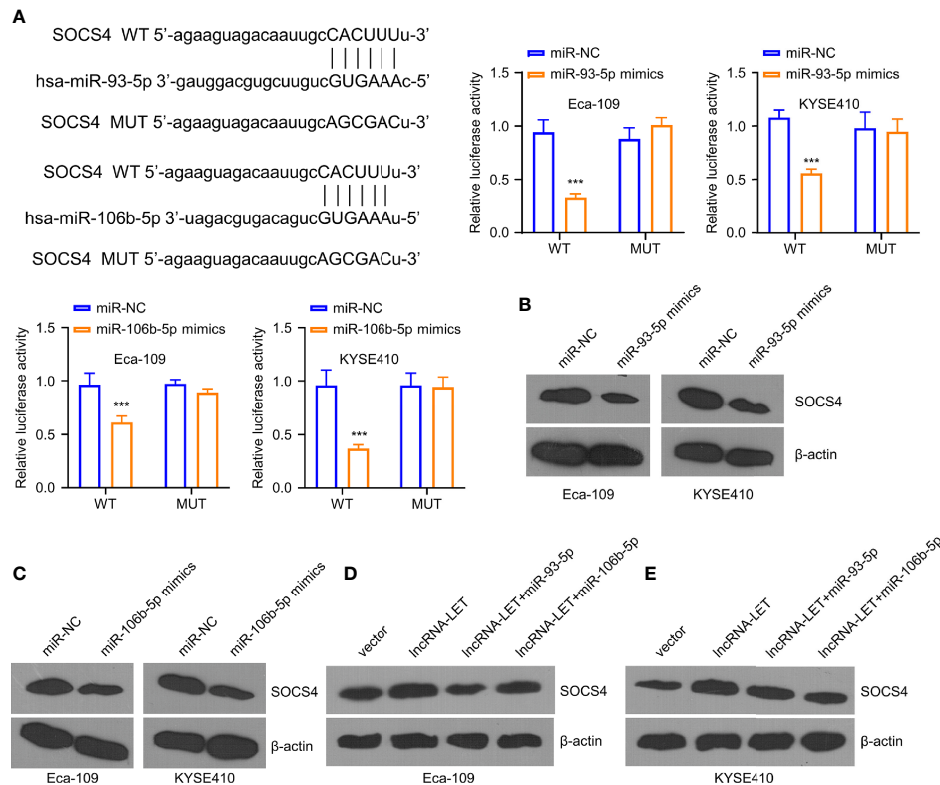 A
SOCS4 WT 5’-agaaguagacaauugcCACUUUu-3’
hsa-miR-93-5p 3’-gauggacgugcuugucGUGAAAc-5’
SOCS4 MUT 5’-agaaguagacaauugcAGCGACu-3’
SOCS4 WT 5’-agaaguagacaauugcCACUUUu-3’
hsa-miR-106b-5p 3’-uagacgugacagucGUGAAAu-5’
SOCS4 MUT 5’-agaaguagacaauugcAGCGACu-3’
miR-NC
miR-93-5p mimics
Eca-109
Relative luciferase activity
1.5
1.0
0.5
0.0
***
WT MUT
miR-NC
miR-93-5p mimics
KYSE410
Relative luciferase activity
1.5
1.0
0.5
0.0
***
WT MUT
miR-NC
miR-106b-5p mimics
Eca-109
Relative luciferase activity
1.5
1.0
0.5
0.0
***
WT MUT
miR-NC
miR-106b-5p mimics
KYSE410
Relative luciferase activity
1.5
1.0
0.5
0.0
***
WT MUT
B
miR-NC
miR-93-5p mimics
miR-NC
miR-93-5p mimics
SOCS4
β-actin
Eca-109 KYSE410
C
miR-NC
miR-106b-5p mimics
miR-NC
miR-106b-5p mimics
SOCS4
β-actin
Eca-109 KYSE410
D
vector
lncRNA-LET
lncRNA-LET+miR-93-5p
lncRNA-LET+miR-106b-5p
SOCS4
β-actin
Eca-109
E
vector
lncRNA-LET
lncRNA-LET+miR-93-5p
lncRNA-LET+miR-106b-5p
SOCS4
β-actin
KYSE410